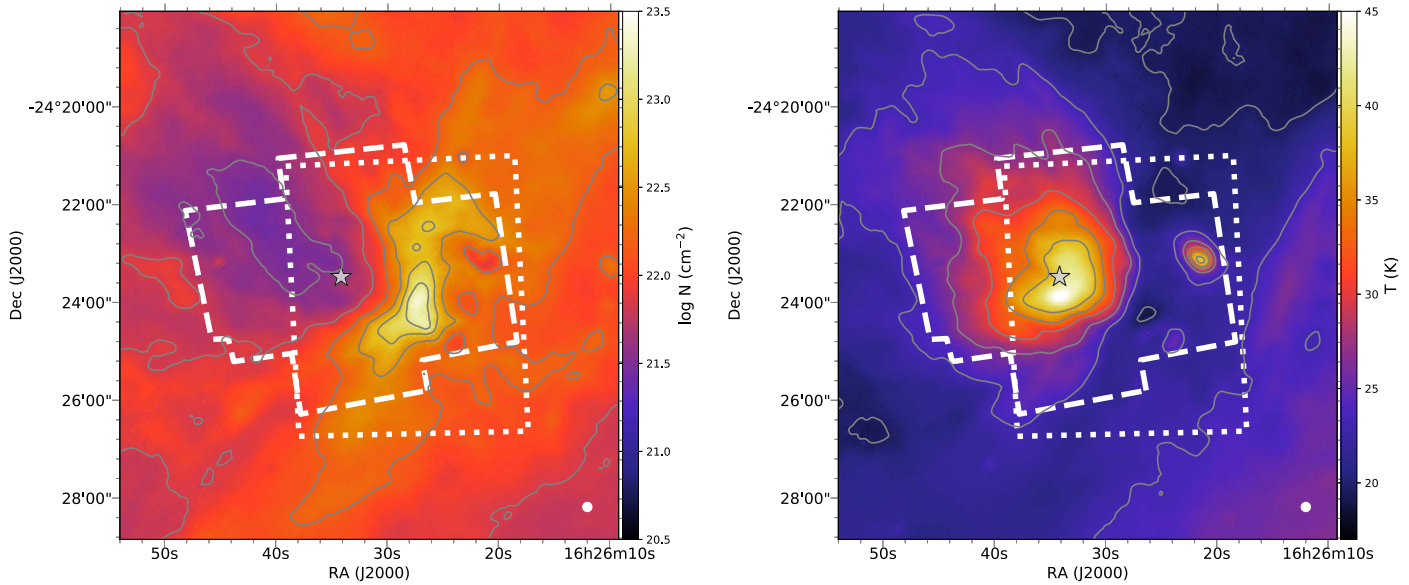 -24°20'00"
22'00"
24'00"
26'00"
28'00"
Dec (J2000)
50s
40s
30s
20s
16h26m10s
RA (J2000)
23.5
23.0
22.5
22.0
21.5
21.0
20.5
log N (cm⁻²)
-24°20'00"
22'00"
24'00"
26'00"
28'00"
Dec (J2000)
50s
40s
30s
20s
16h26m10s
RA (J2000)
45
40
35
30
25
20
T (K)